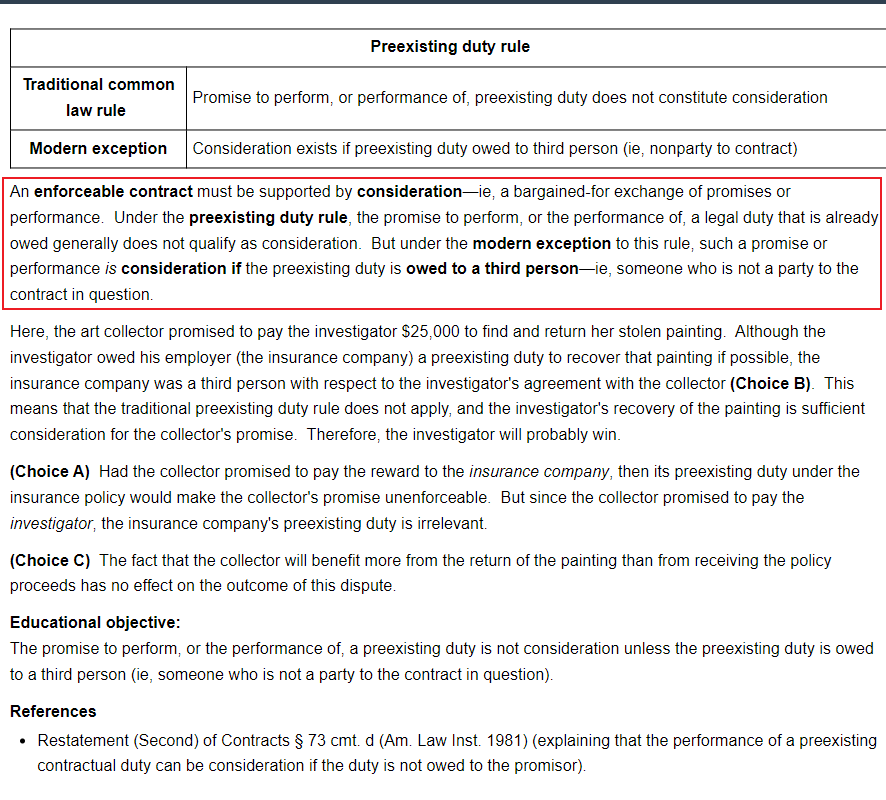 Preexisting duty rule
Traditional common
law rule
Promise to perform, or performance of, preexisting duty does not constitute consideration
Modern exception
Consideration exists if preexisting duty owed to third person (ie, nonparty to contract)
An enforceable contract must be supported by consideration—ie, a bargained-for exchange of promises or
performance.  Under the preexisting duty rule, the promise to perform, or the performance of, a legal duty that is already
owed generally does not qualify as consideration.  But under the modern exception to this rule, such a promise or
performance is consideration if the preexisting duty is owed to a third person—ie, someone who is not a party to the
contract in question.
Here, the art collector promised to pay the investigator $25,000 to find and return her stolen painting.  Although the
investigator owed his employer (the insurance company) a preexisting duty to recover that painting if possible, the
insurance company was a third person with respect to the investigator's agreement with the collector (Choice B).  This
means that the traditional preexisting duty rule does not apply, and the investigator's recovery of the painting is sufficient
consideration for the collector's promise.  Therefore, the investigator will probably win.
(Choice A)  Had the collector promised to pay the reward to the insurance company, then its preexisting duty under the
insurance policy would make the collector's promise unenforceable.  But since the collector promised to pay the
investigator, the insurance company's preexisting duty is irrelevant.
(Choice C)  The fact that the collector will benefit more from the return of the painting than from receiving the policy
proceeds has no effect on the outcome of this dispute.
Educational objective:
The promise to perform, or the performance of, a preexisting duty is not consideration unless the preexisting duty is owed
to a third person (ie, someone who is not a party to the contract in question).
References
• Restatement (Second) of Contracts § 73 cmt. d (Am. Law Inst. 1981) (explaining that the performance of a preexisting
contractual duty can be consideration if the duty is not owed to the promisor).